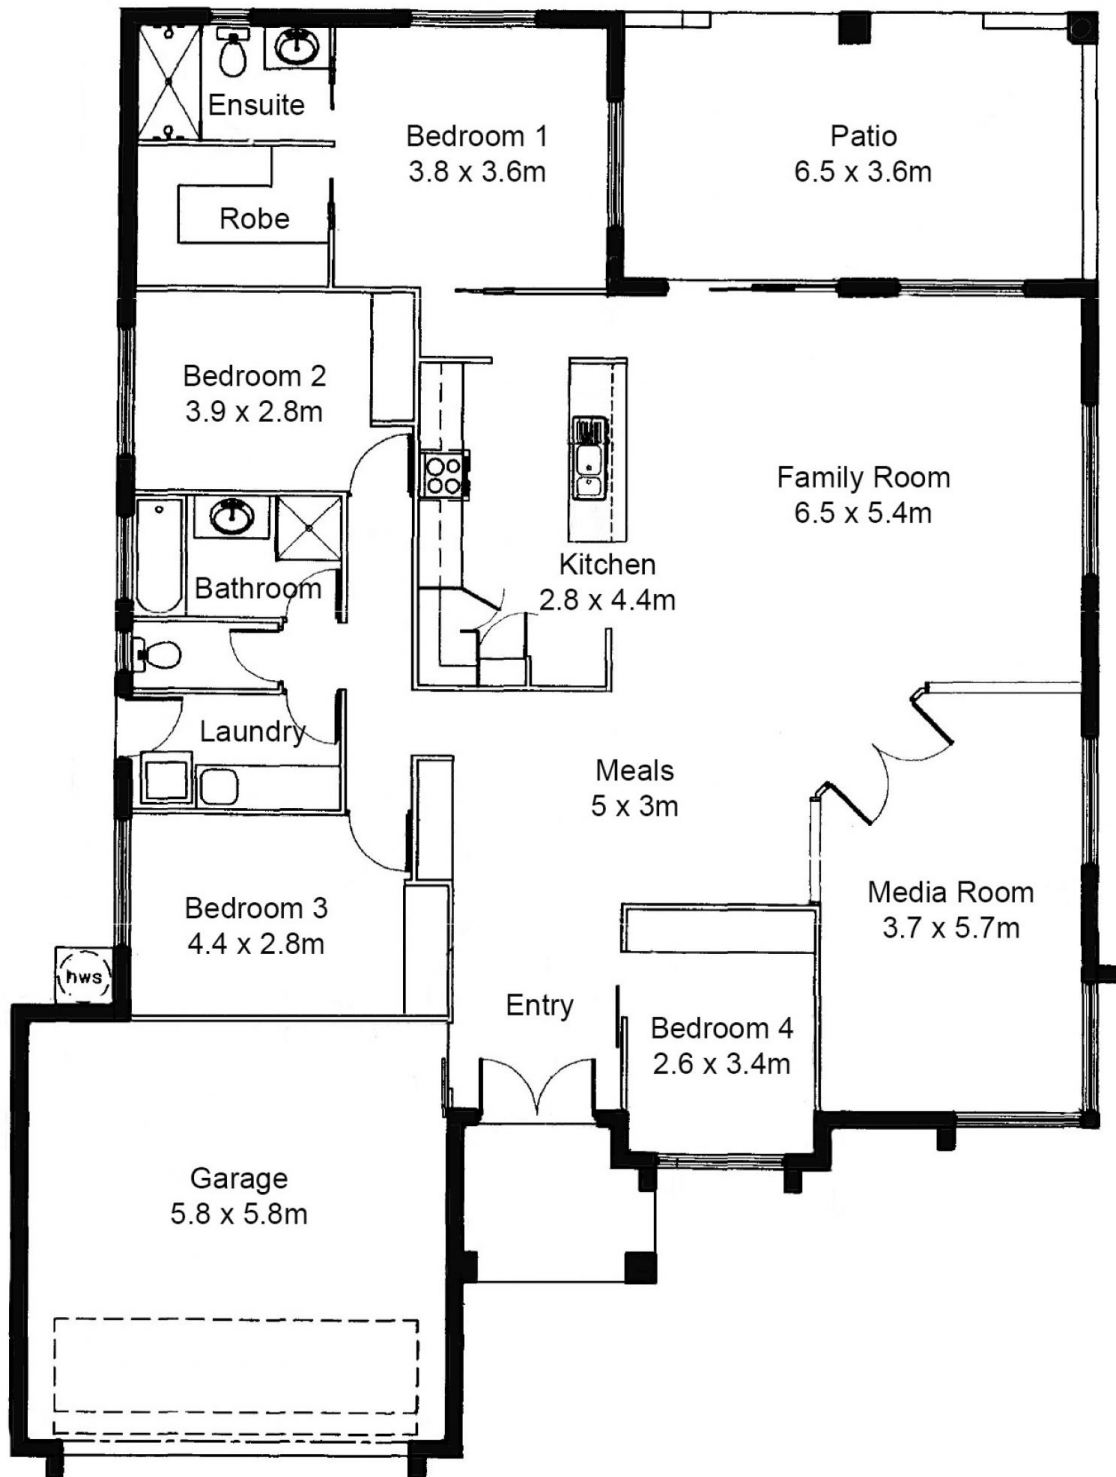 Ensuite
Bedroom 1
3.8 x 3.6m
Patio
6.5 x 3.6m
Robe
Bedroom 2
3.9 x 2.8m
Family Room
6.5 x 5.4m
Kitchen
2.8 x 4.4m
Bathroom
Laundry
Meals
5 x 3m
Bedroom 3
4.4 x 2.8m
Media Room
3.7 x 5.7m
hws
Entry
Bedroom 4
2.6 x 3.4m
Garage
5.8 x 5.8m